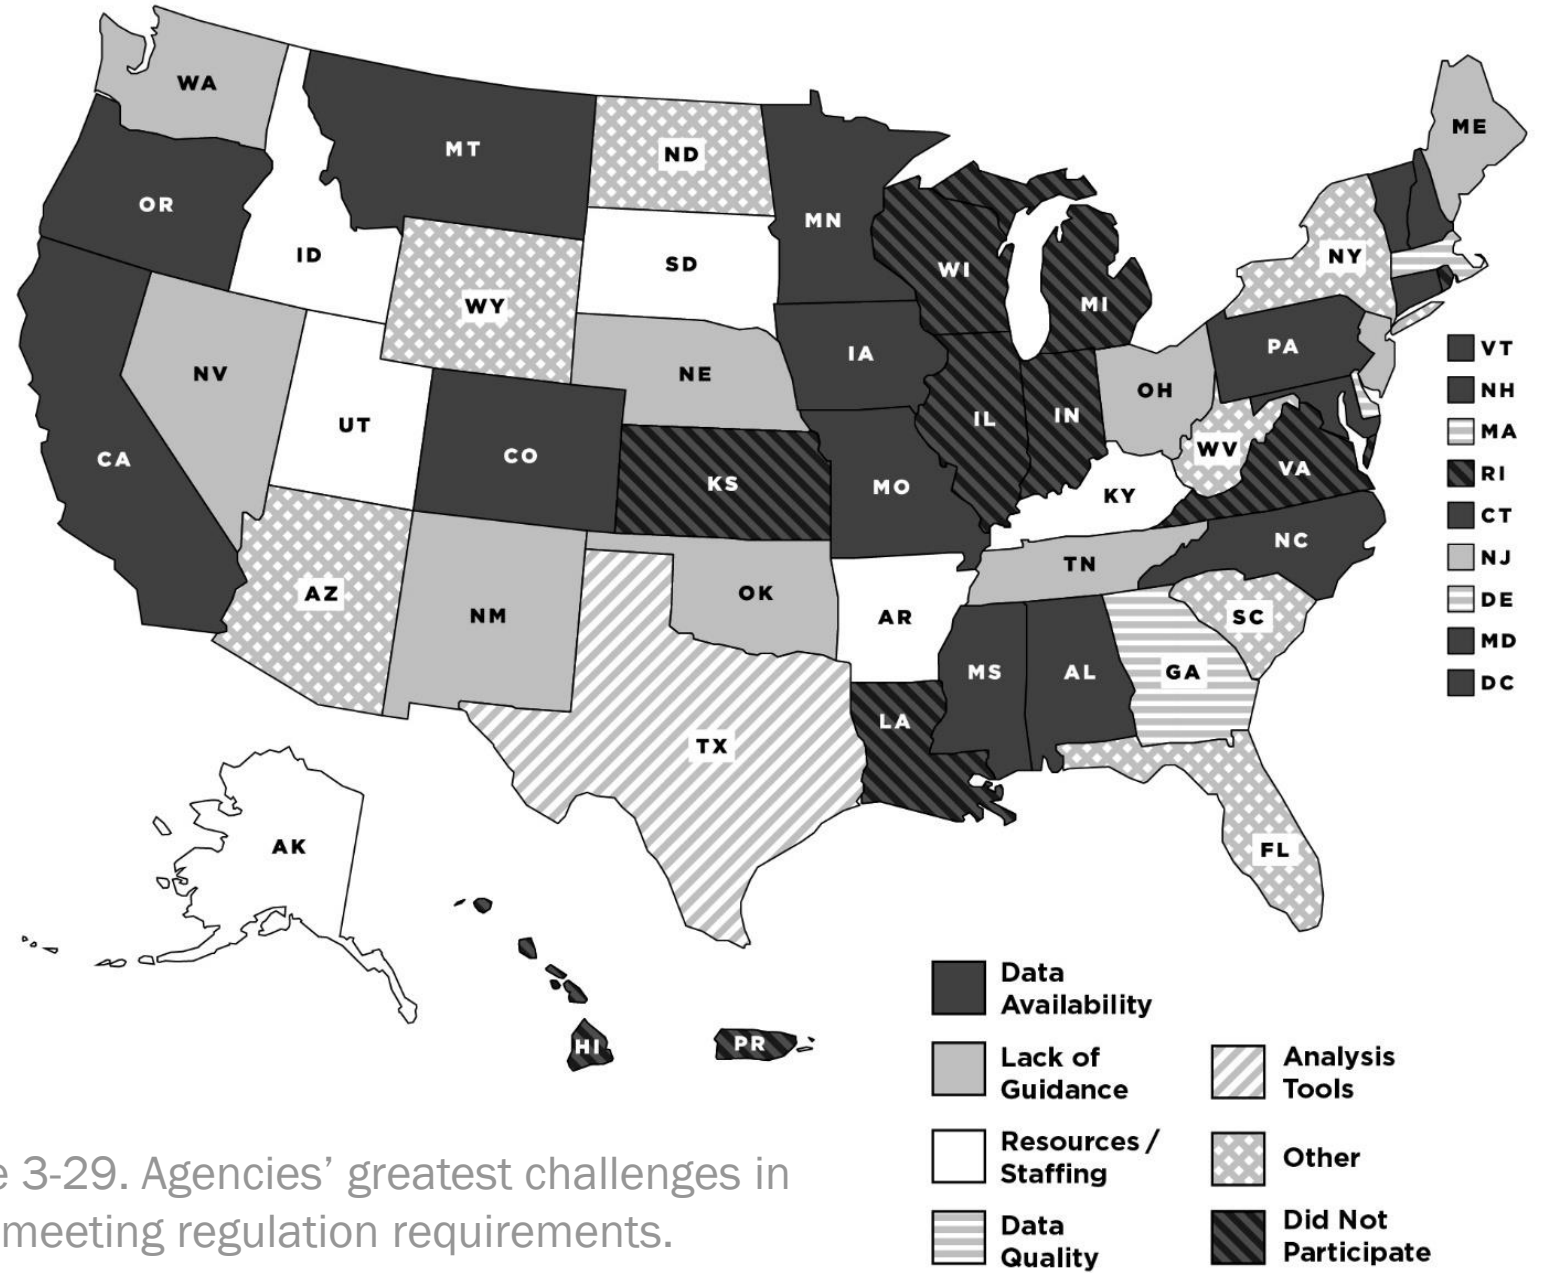 WA
MT
ND
ME
OR
MN
ID
SD
WI
NY
WY
MI
PA
IA
NV
NE
OH
UT
IL
IN
CA
CO
WV
KS
MO
KY
VA
NC
TN
AZ
OK
NM
AR
SC
MS
AL
GA
LA
TX
AK
FL
HI
PR
VT
NH
MA
RI
CT
NJ
DE
MD
DC
Data
Availability
Lack of
Guidance
Resources /
Staffing
Data
Quality
Analysis
Tools
Other
Did Not
Participate
3-29. Agencies’ greatest challenges in
meeting regulation requirements.